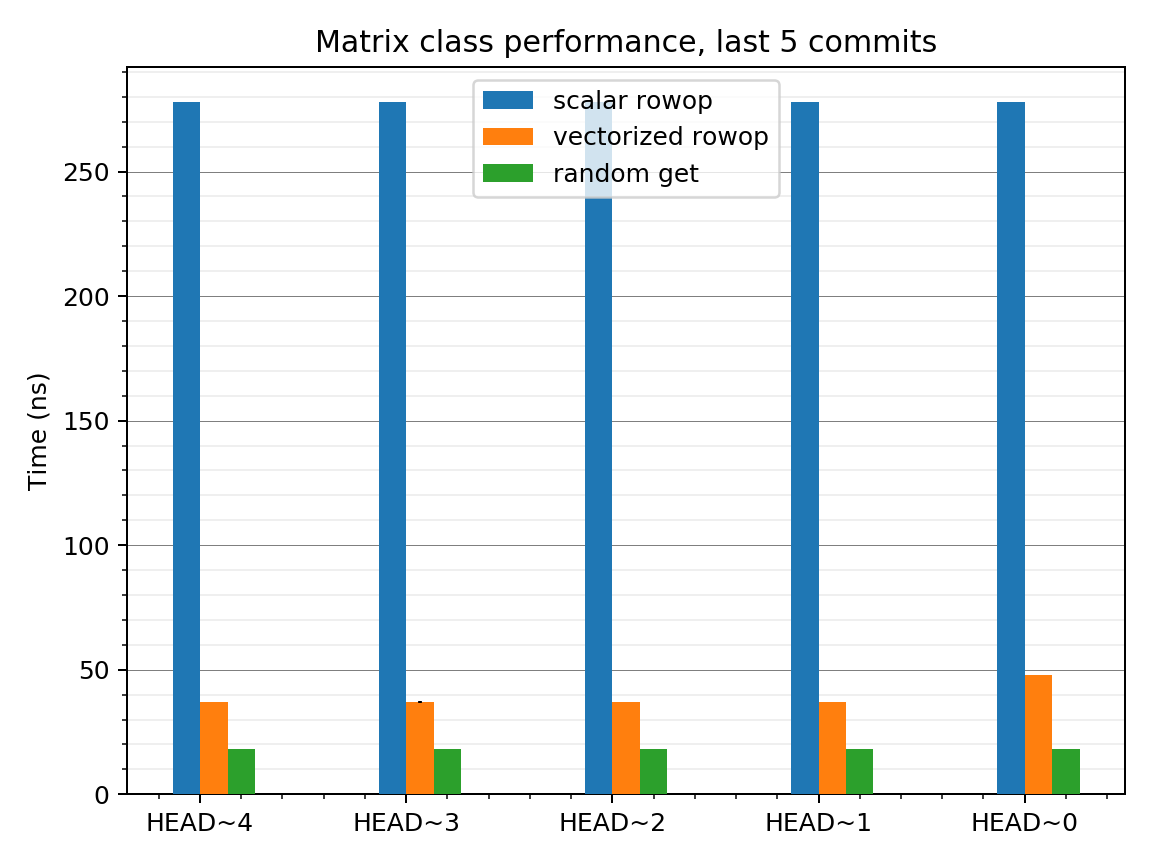 Matrix class performance, last 5 commits
scalar rowop
vectorized rowop
random get
Time (ns)
250
200
150
100
50
0
HEAD~4 HEAD~3 HEAD~2 HEAD~1 HEAD~0